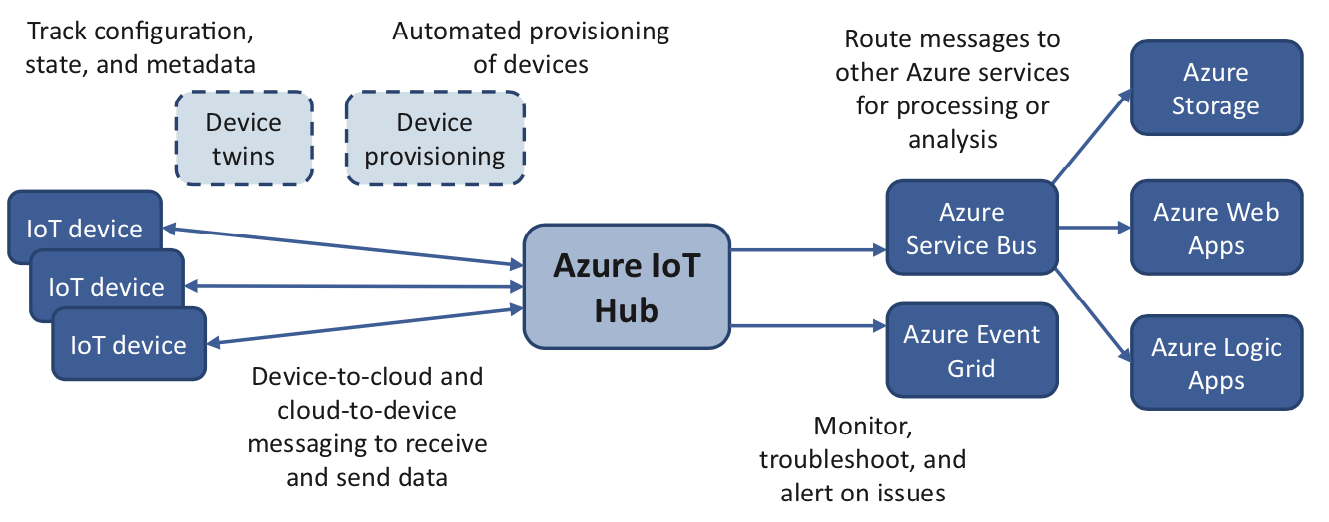 Track configuration,
state, and metadata
Automated provisioning
of devices
Route messages to
other Azure services
for processing or
analysis
Device
twins
Device
provisioning
IoT device
IoT device
IoT device
Azure IoT
Hub
Azure
Service Bus
Azure Event
Grid
Azure
Storage
Azure Web
Apps
Azure Logic
Apps
Device-to-cloud and
cloud-to-device
messaging to receive
and send data
Monitor,
troubleshoot, and
alert on issues